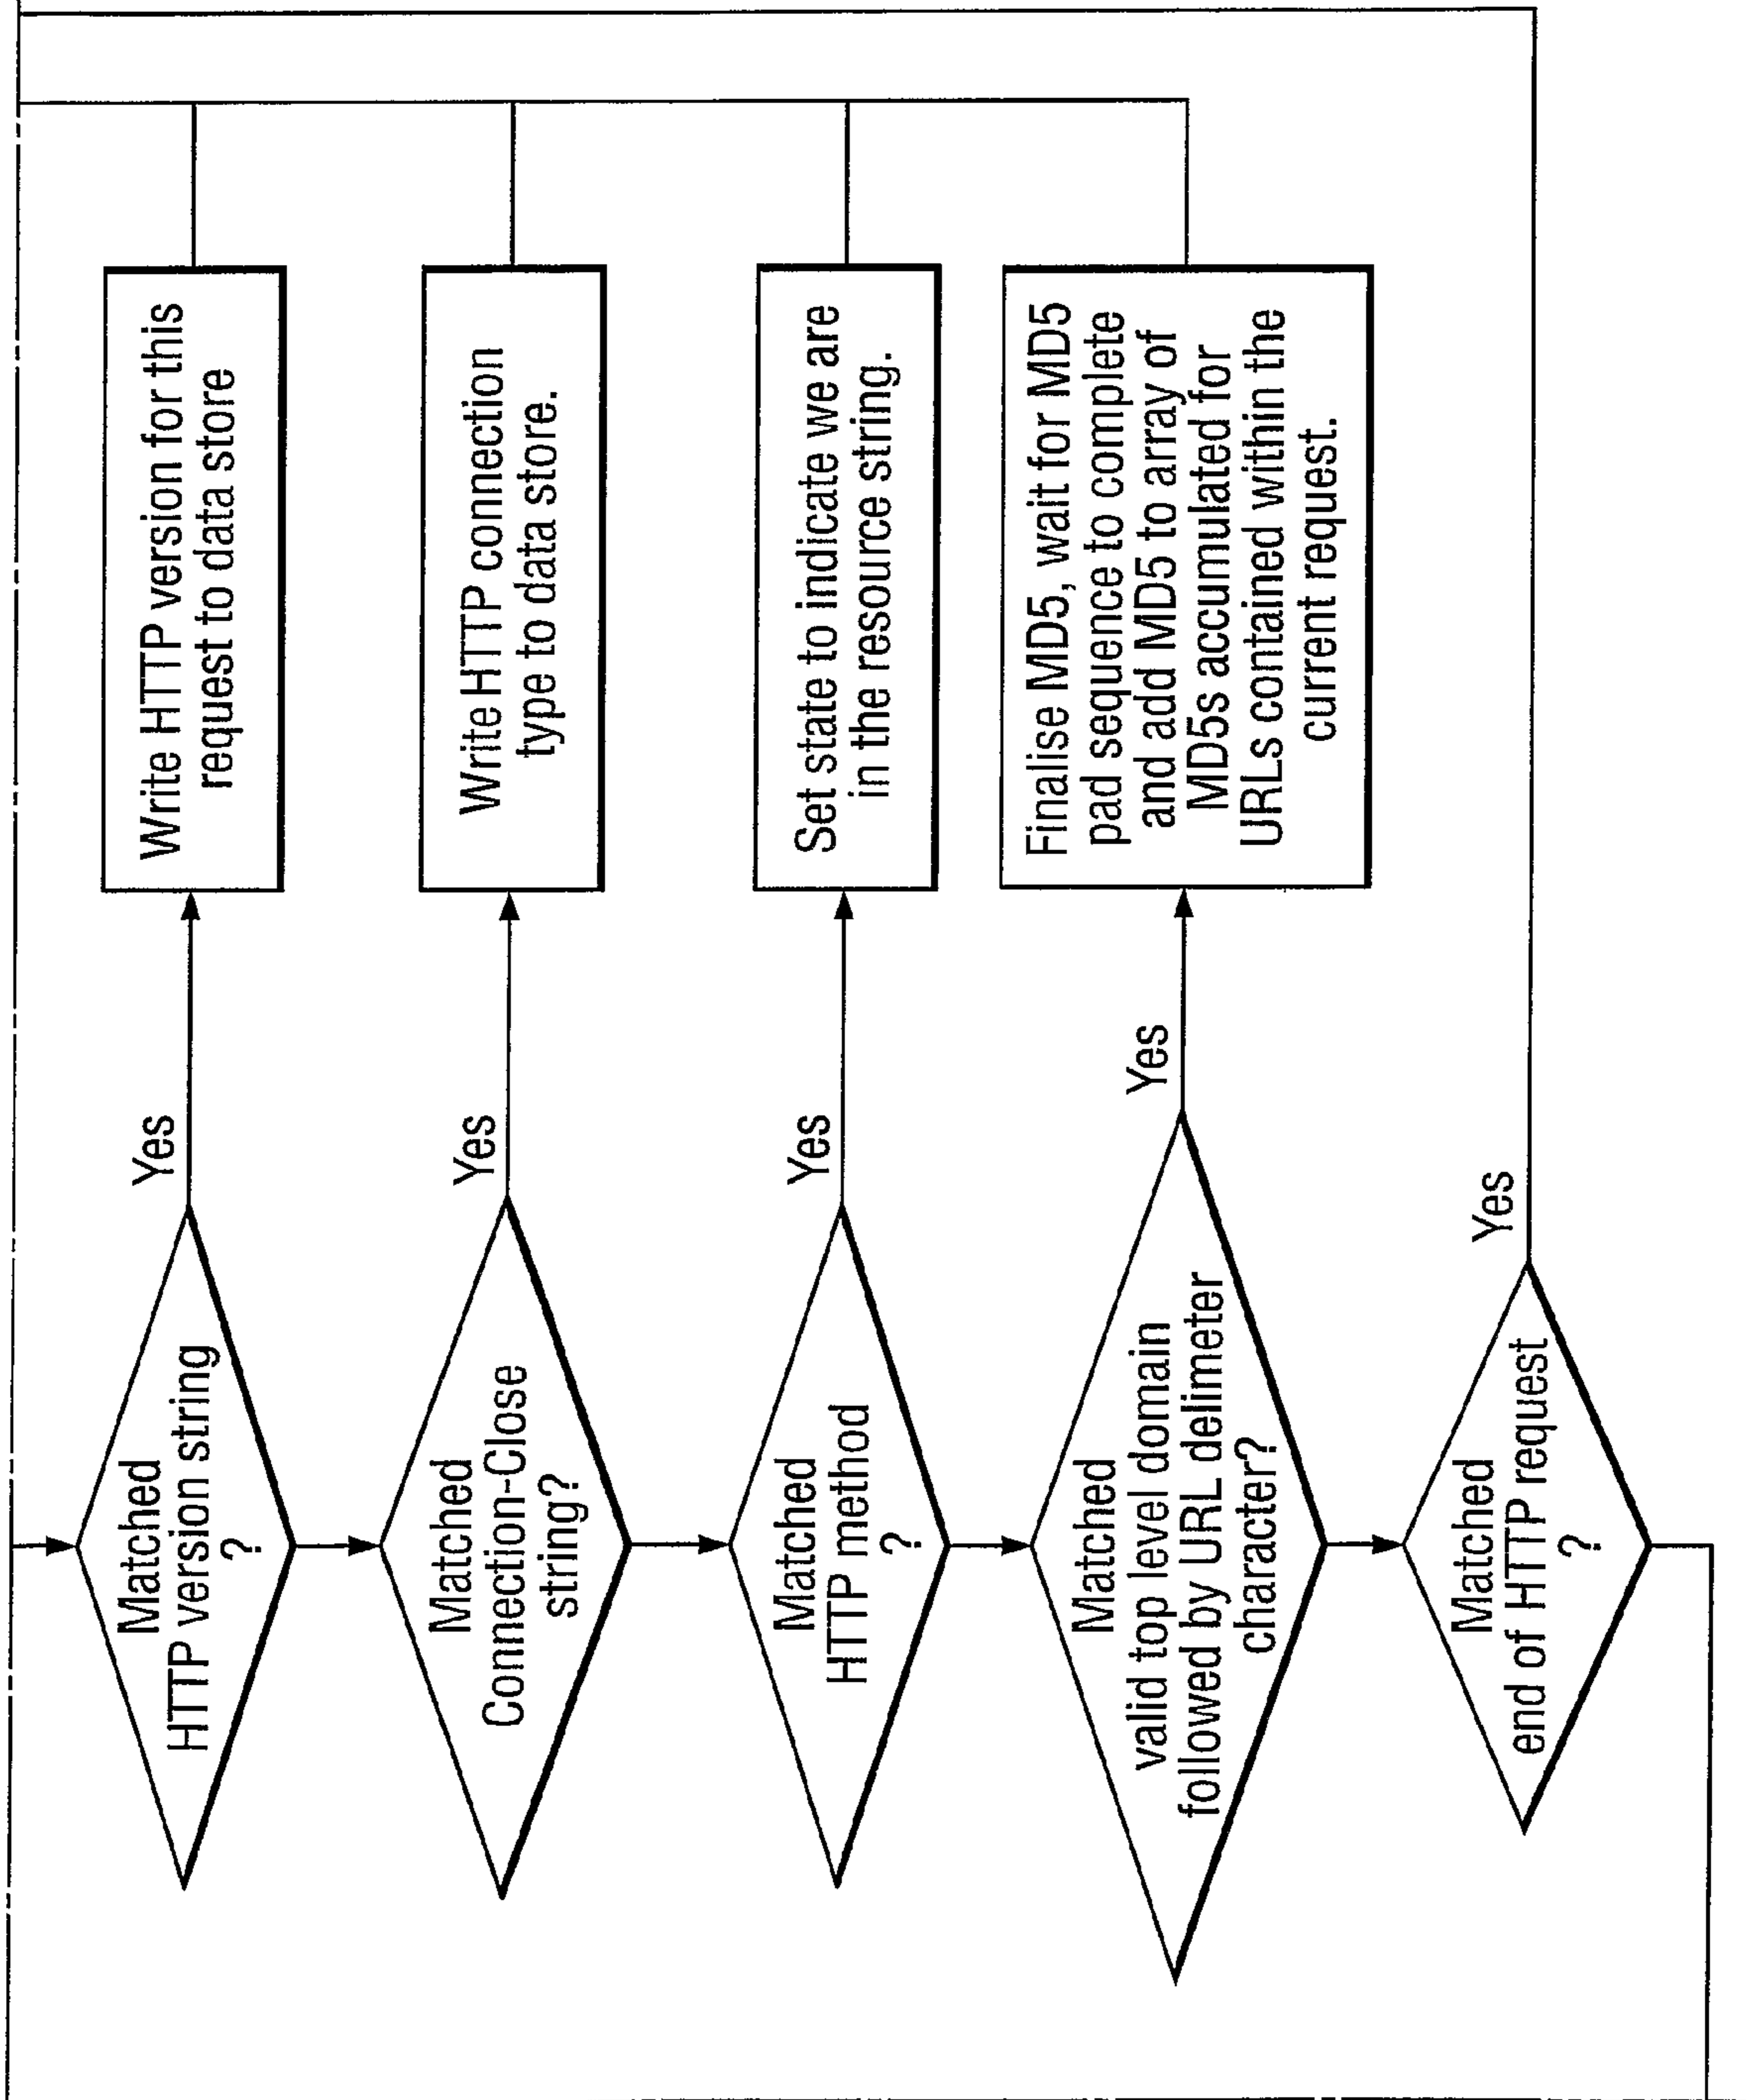 Matched
HTTP version string
?
Yes
Write HTTP version for this
request to data store
Matched
Connection-Close
string?
Yes
Write HTTP connection
type to data store.
Matched
HTTP method
?
Yes
Set state to indicate we are
in the resource string.
Matched
valid top level domain
followed by URL delimeter
character?
Yes
Finalise MD5, wait for MD5
pad sequence to complete
and add MD5 to array of
MD5s accumulated for
URLs contained within the
current request.
Matched
end of HTTP request
?
Yes